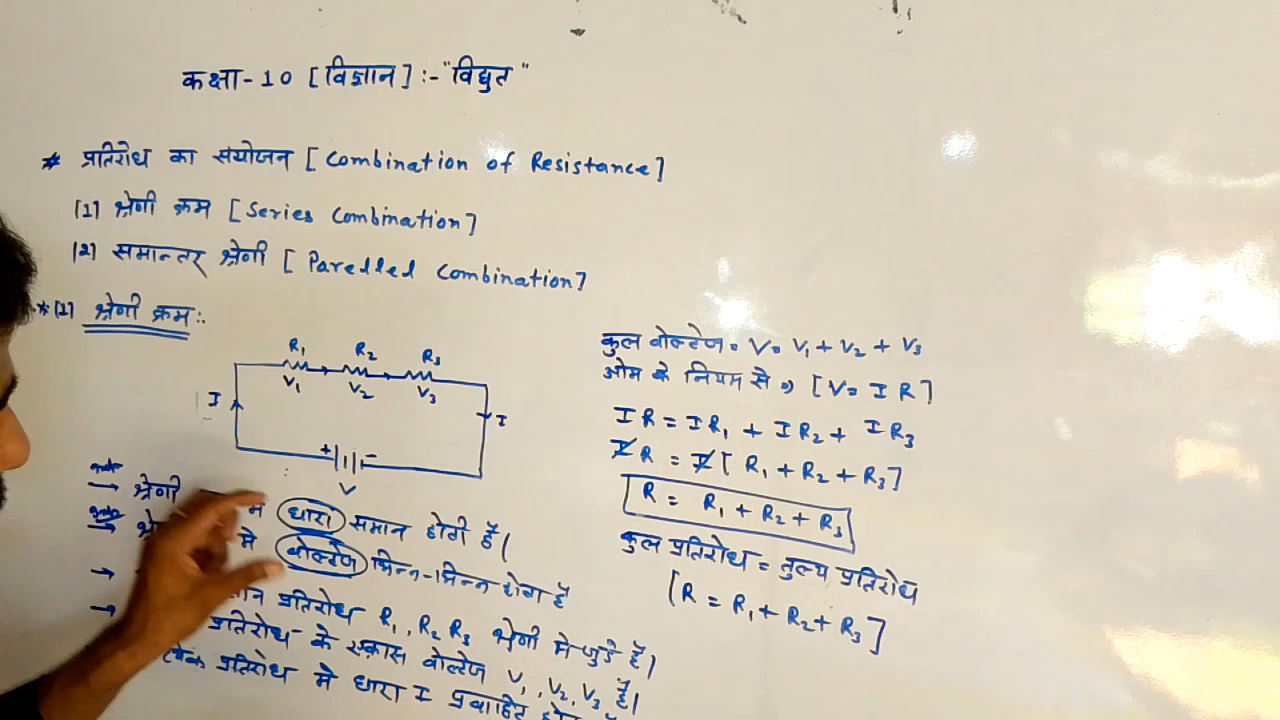 कक्षा-10 [विज्ञान] :- "विद्युत"
* प्रतिरोध का संयोजन [Combination of Resistance]
(1) श्रेणी क्रम [Series Combination]
(2) समान्तर श्रेणी [Parelled Combination]
*(1) श्रेणी क्रम :-
R₁ R₂ R₃
V₁ V₂ V₃
I I
+ -
V
→ श्रेणी धारा समान होती है।
→ में वोल्टेज भिन्न-भिन्न होता है
→ प्रतिरोध R₁, R₂ R₃ श्रेणी में जुड़े हैं।
→ प्रतिरोध के वोल्टेज V₁, V₂, V₃ हैं।
प्रतिरोध में धारा I प्रवाहित
कुल वोल्टेज = V = V₁ + V₂ + V₃
ओम के नियम से [V = IR]
IR = IR₁ + IR₂ + IR₃
IR = I [R₁ + R₂ + R₃]
R = R₁ + R₂ + R₃
कुल प्रतिरोध = तुल्य प्रतिरोध
[R = R₁ + R₂ + R₃]